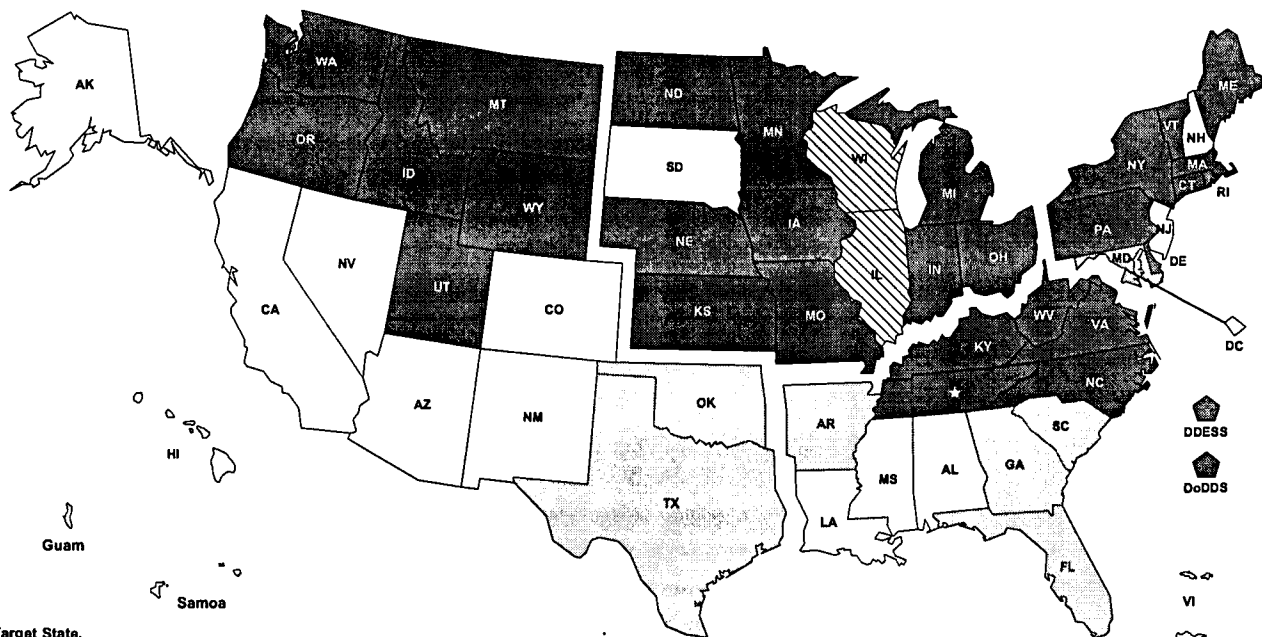 WA
AK
MT
ND
ME
MN
VT
NH
OR
WI
NY
MA
SD
ID
MI
CT
RI
WY
IA
PA
NE
NJ
OH
NV
MD
DE
IN
1
UT
IL
CA
CO
KS
MO
WV
VA
DC
KY
NC
AZ
OK
NM
AR
SC
DDESS
HI
MS
AL
GA
TX
DoDDS
LA
Guam
FL
Samoa
VI
Target State.